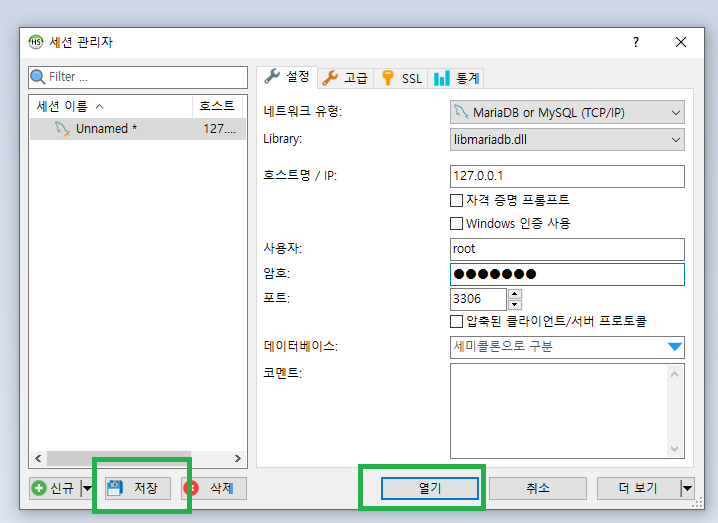 HS 세션 관리자 ? ×
Filter ...
설정 고급 SSL 통계
세션 이름 호스트
Unnamed * 127....
네트워크 유형: MariaDB or MySQL (TCP/IP)
Library: libmariadb.dll
호스트명 / IP: 127.0.0.1
자격 증명 프롬프트
Windows 인증 사용
사용자: root
암호: ●●●●●●●
포트: 3306
압축된 클라이언트/서버 프로토콜
데이터베이스: 세미콜론으로 구분
코멘트:
신규 저장 삭제 열기 취소 더 보기